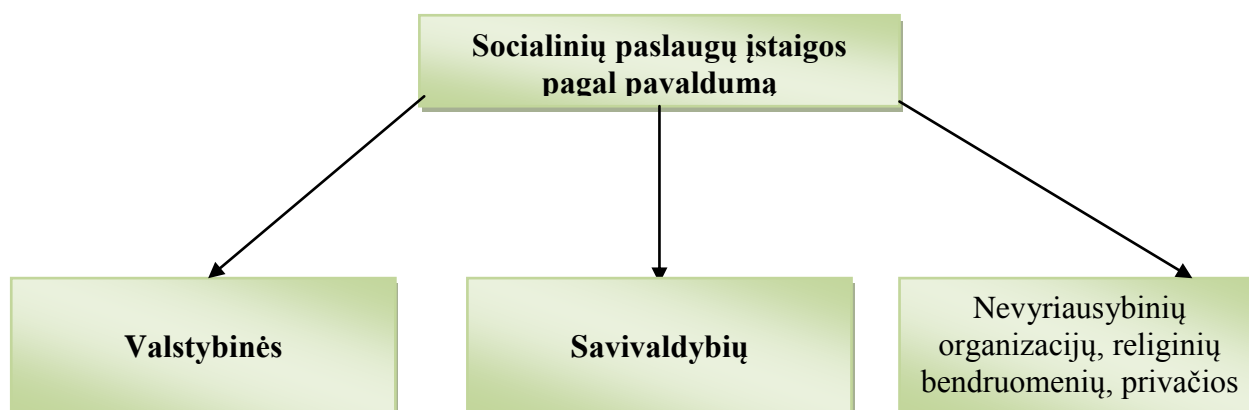 Socialinių paslaugų įstaigos
pagal pavaldumą
Valstybinės
Savivaldybių
Nevyriausybinių
organizacijų, religinių
bendruomenių, privačios